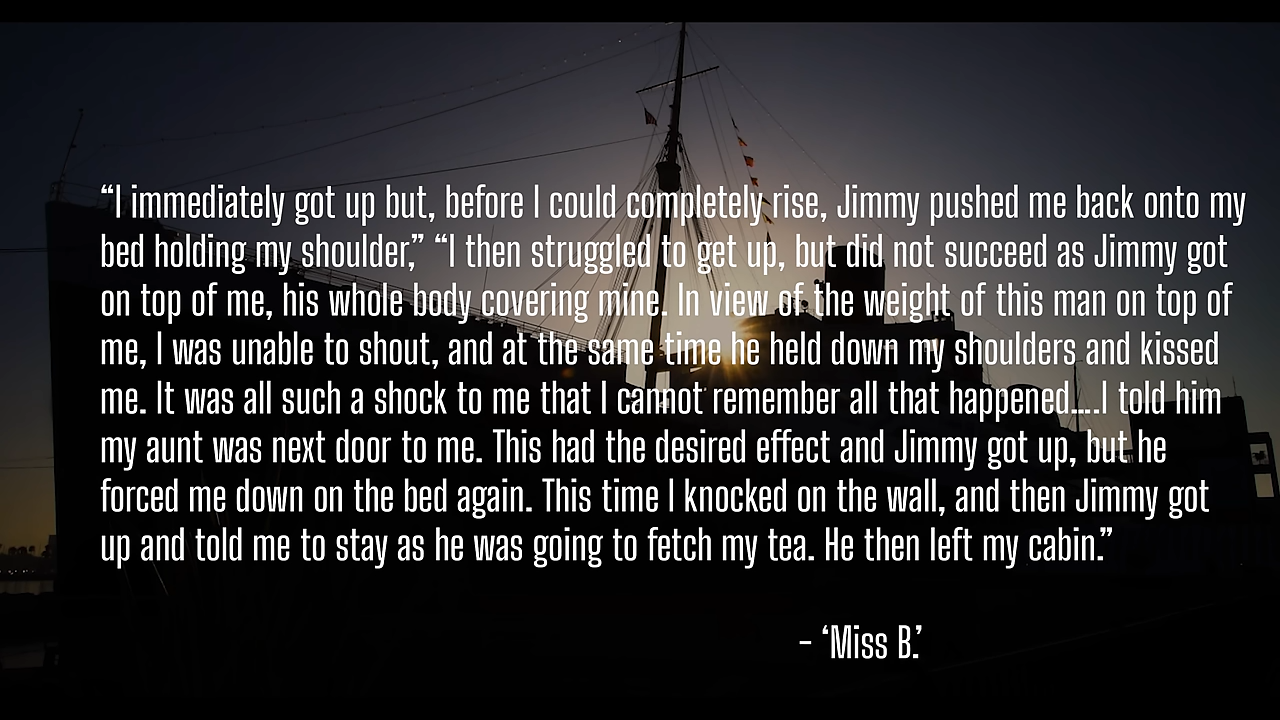 “I immediately got up but, before I could completely rise, Jimmy pushed me back onto my
bed holding my shoulder,” “I then struggled to get up, but did not succeed as Jimmy got
on top of me, his whole body covering mine. In view of the weight of this man on top of
me, I was unable to shout, and at the same time he held down my shoulders and kissed
me. It was all such a shock to me that I cannot remember all that happened....I told him
my aunt was next door to me. This had the desired effect and Jimmy got up, but he
forced me down on the bed again. This time I knocked on the wall, and then Jimmy got
up and told me to stay as he was going to fetch my tea. He then left my cabin.”
- ‘Miss B.’